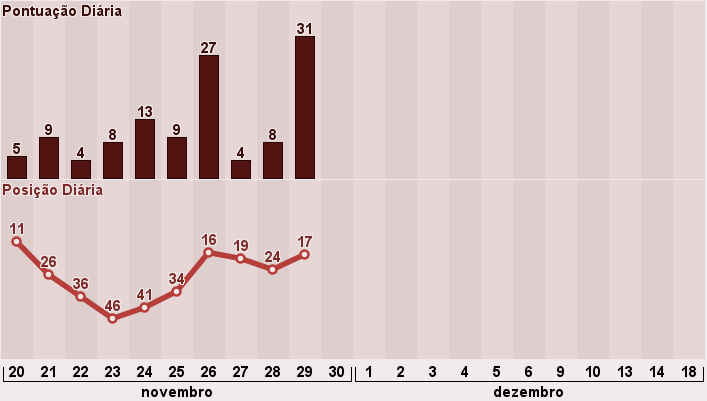 Pontuação Diária
5 9 4 8 13 9 27 4 8 31
Posição Diária
11 26 36 46 41 34 16 19 24 17
20 21 22 23 24 25 26 27 28 29 30 1 2 3 4 5 6 9 10 13 14 18
novembro dezembro